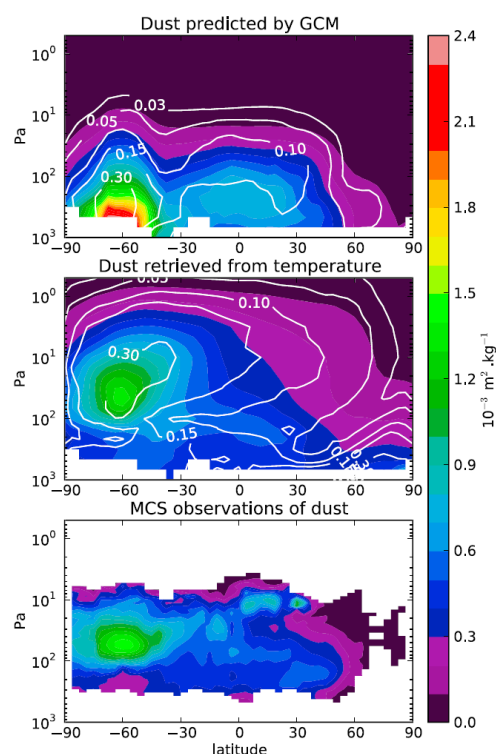 Dust predicted by GCM
10⁰
10¹
10²
10³
Pa
0.03
0.05
0.15
0.10
0.30
−90 −60 −30 0 30 60 90
Dust retrieved from temperature
10⁰
10¹
10²
10³
Pa
0.10
0.30
0.15
−90 −60 −30 0 30 60 90
MCS observations of dust
10⁰
10¹
10²
10³
Pa
−90 −60 −30 0 30 60 90
latitude
2.4
2.1
1.8
1.5
1.2
0.9
0.6
0.3
0.0
10⁻³ m² .kg⁻¹